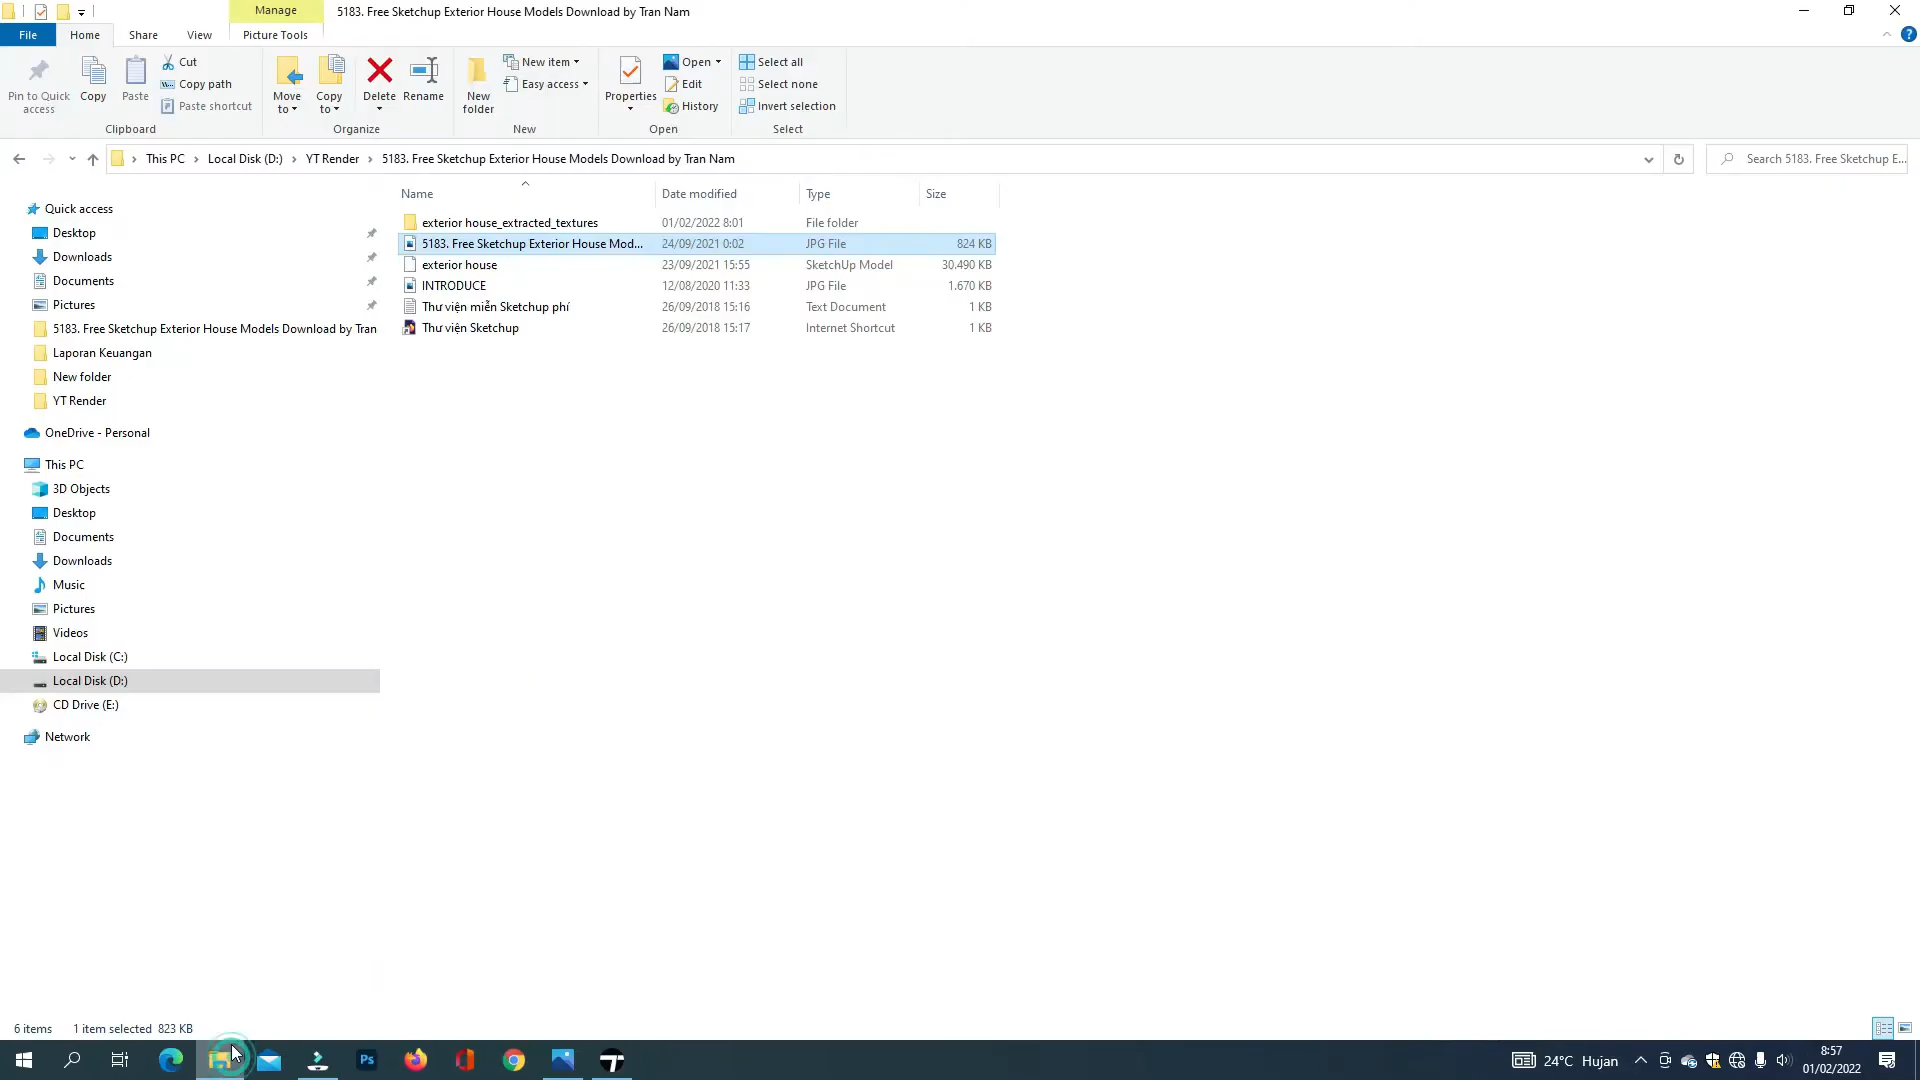 Manage
5183. Free Sketchup Exterior House Models Download by Tran Nam
File
Home
Share
View
Picture Tools
Pin to Quick access
Copy
Paste
Cut
Copy path
Paste shortcut
Clipboard
Move to
Copy to
Delete
Rename
Organize
New folder
New item
Easy access
New
Properties
Open
Edit
History
Open
Select all
Select none
Invert selection
Select
This PC
Local Disk (D:)
YT Render
5183. Free Sketchup Exterior House Models Download by Tran Nam
Search 5183. Free Sketchup E...
Quick access
Desktop
Downloads
Documents
Pictures
5183. Free Sketchup Exterior House Models Download by Tran
Laporan Keuangan
New folder
YT Render
OneDrive - Personal
This PC
3D Objects
Desktop
Documents
Downloads
Music
Pictures
Videos
Local Disk (C:)
Local Disk (D:)
CD Drive (E:)
Network
Name Date modified Type Size
exterior house_extracted_textures 01/02/2022 8:01 File folder
5183. Free Sketchup Exterior House Mod... 24/09/2021 0:02 JPG File 824 KB
exterior house 23/09/2021 15:55 SketchUp Model 30.490 KB
INTRODUCE 12/08/2020 11:33 JPG File 1.670 KB
Thư viện miễn Sketchup phí 26/09/2018 15:16 Text Document 1 KB
Thư viện Sketchup 26/09/2018 15:17 Internet Shortcut 1 KB
6 items 1 item selected 823 KB
Ps
24°C Hujan
8:57
01/02/2022